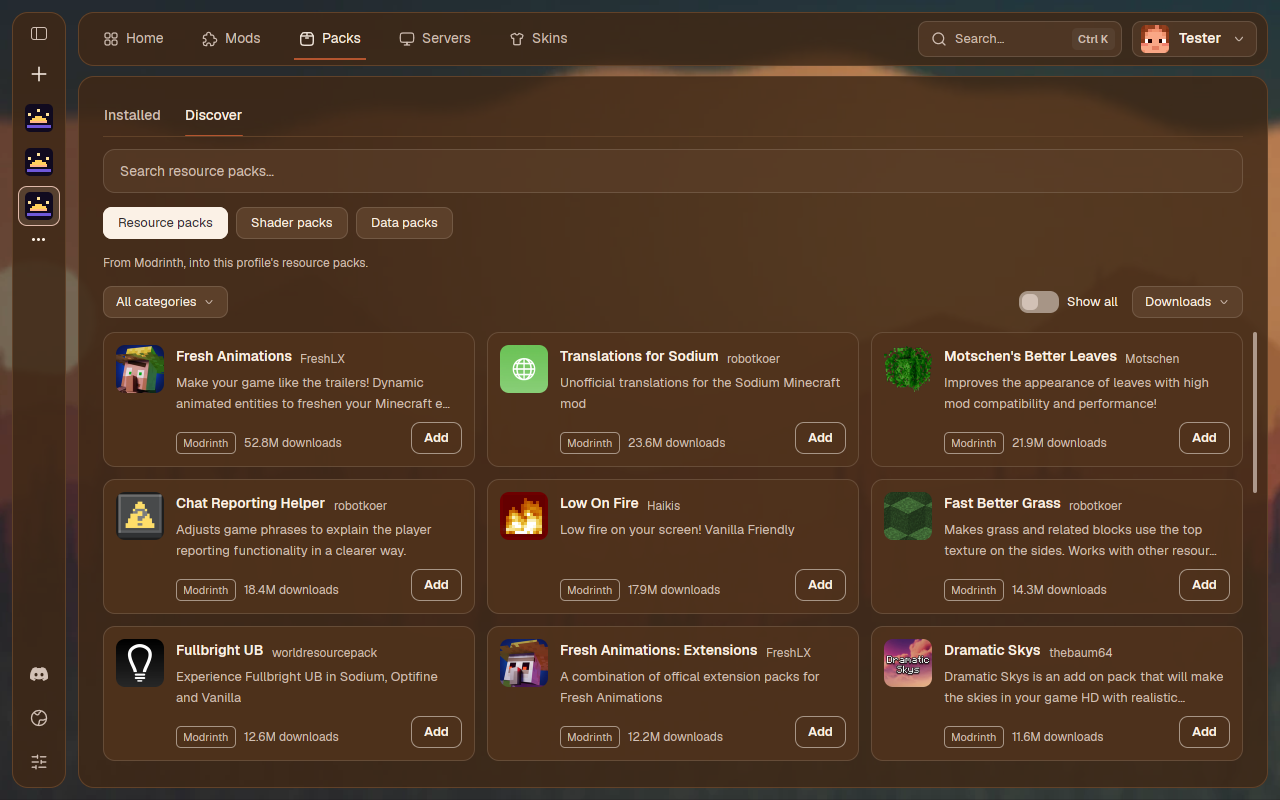 Home
Mods
Packs
Servers
Skins
Search...
Ctrl K
Tester
Installed
Discover
Search resource packs...
Resource packs
Shader packs
Data packs
From Modrinth, into this profile's resource packs.
All categories
Show all
Downloads
Fresh Animations FreshLX
Make your game like the trailers! Dynamic
animated entities to freshen your Minecraft e...
Modrinth 52.8M downloads
Add
Translations for Sodium robotkoer
Unofficial translations for the Sodium Minecraft
mod
Modrinth 23.6M downloads
Add
Motschen's Better Leaves Motschen
Improves the appearance of leaves with high
mod compatibility and performance!
Modrinth 21.9M downloads
Add
Chat Reporting Helper robotkoer
Adjusts game phrases to explain the player
reporting functionality in a clearer way.
Modrinth 18.4M downloads
Add
Low On Fire Haikis
Low fire on your screen! Vanilla Friendly
Modrinth 17.9M downloads
Add
Fast Better Grass robotkoer
Makes grass and related blocks use the top
texture on the sides. Works with other resour...
Modrinth 14.3M downloads
Add
Fullbright UB worldresourcepack
Experience Fullbright UB in Sodium, Optifine
and Vanilla
Modrinth 12.6M downloads
Add
Fresh Animations: Extensions FreshLX
A combination of offical extension packs for
Fresh Animations
Modrinth 12.2M downloads
Add
Dramatic
Skys
Dramatic Skys thebaum64
Dramatic Skys is an add on pack that will make
the skies in your game HD with realistic...
Modrinth 11.6M downloads
Add